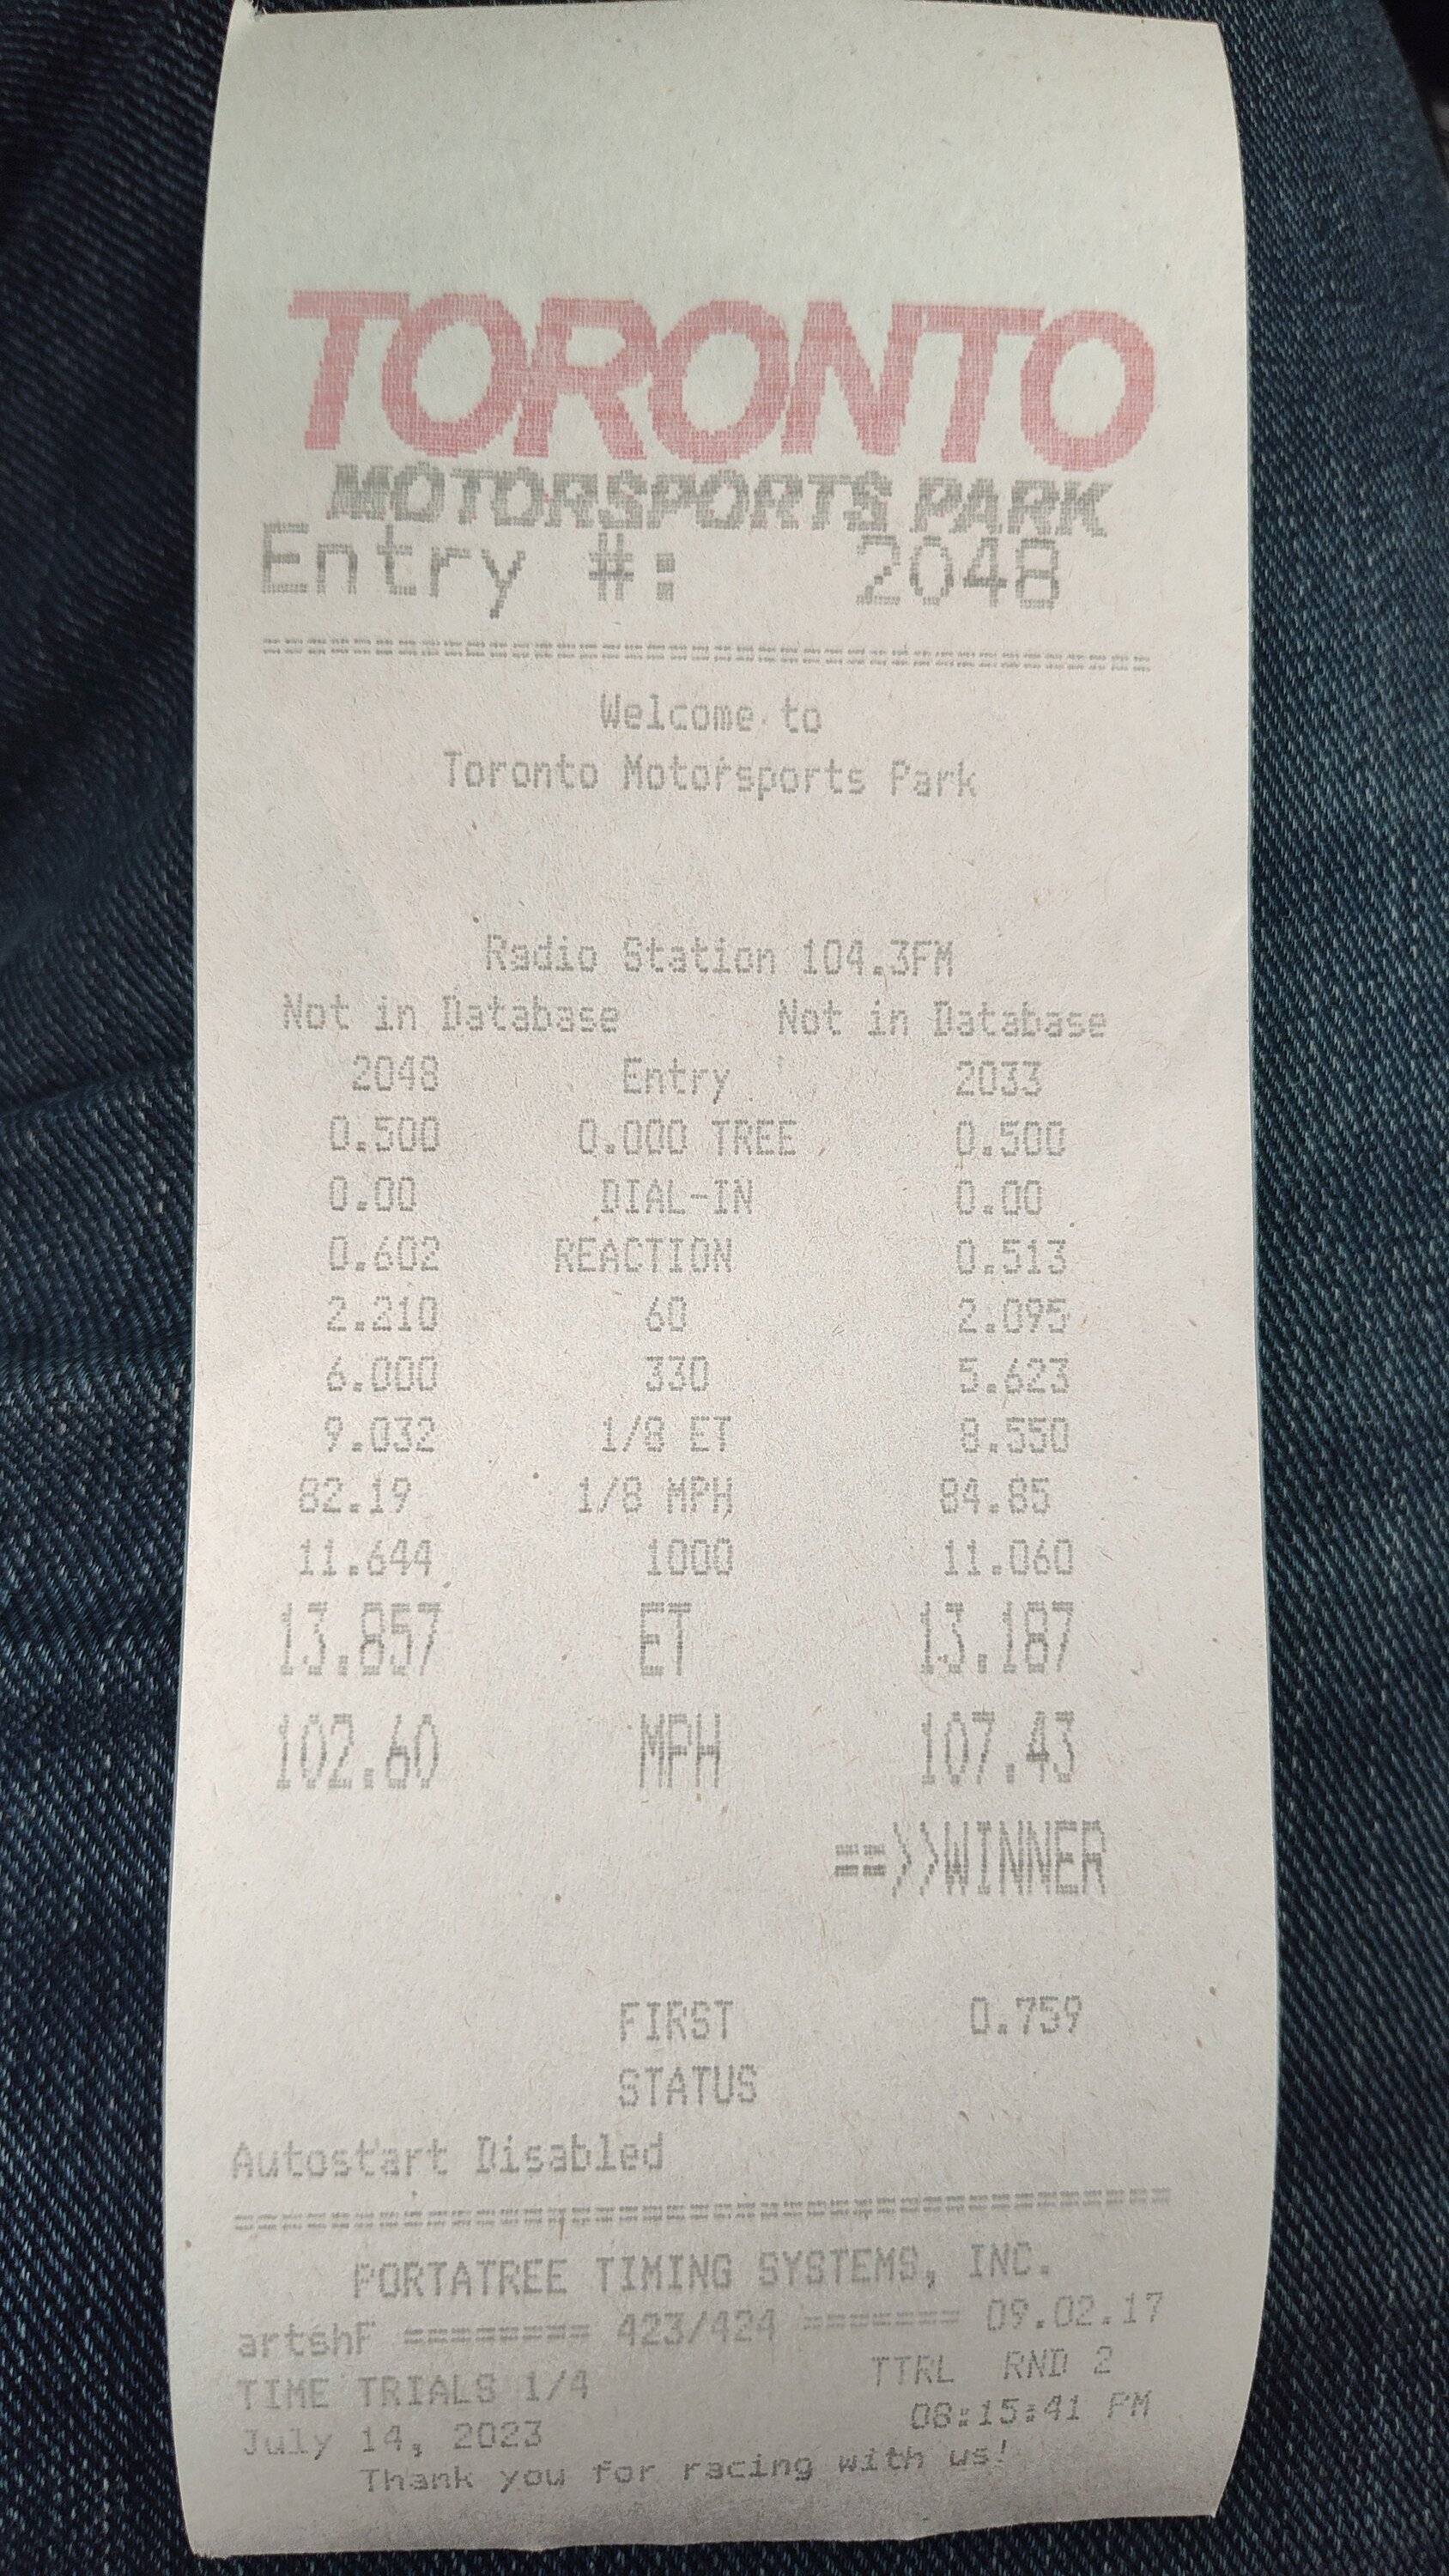 TORONTO
MOTORSPORTS PARK
Entry #: 2048
=====================================
Welcome to
Toronto Motorsports Park
Radio Station 104.3FM
Not in Database Not in Database
2048 Entry 2033
0.500 0.000 TREE 0.500
0.00 DIAL-IN 0.00
0.602 REACTION 0.513
2.210 60 2.095
6.000 330 5.623
9.032 1/8 ET 8.550
82.19 1/8 MPH 84.85
11.644 1000 11.060
13.857 ET 13.187
102.60 MPH 107.43
==>>WINNER
FIRST 0.759
STATUS
Autostart Disabled
=======================================
PORTATREE TIMING SYSTEMS, INC.
artshF ======== 423/424 ======= 09.02.17
TIME TRIALS 1/4 TTRL RND 2
July 14, 2023 08:15:41 PM
Thank you for racing with us!